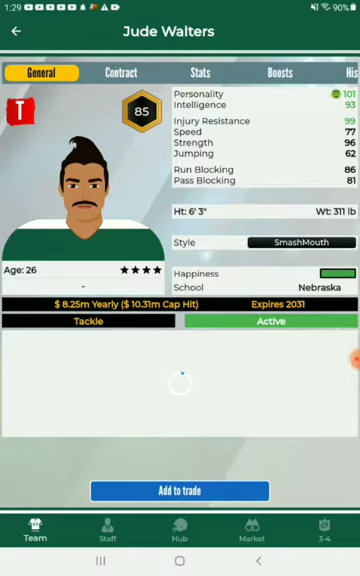 1:29
90%
Jude Walters
General Contract Stats Boosts His
T
85
Personality 101
Intelligence 93
Injury Resistance 99
Speed 77
Strength 96
Jumping 62
Run Blocking 86
Pass Blocking 81
Ht: 6' 3" Wt: 311 lb
Style SmashMouth
Age: 26
-
Happiness
School Nebraska
$ 8.25m Yearly ($ 10.31m Cap Hit) Expires 2031
Tackle Active
Add to trade
Team Staff Hub Market 3-4